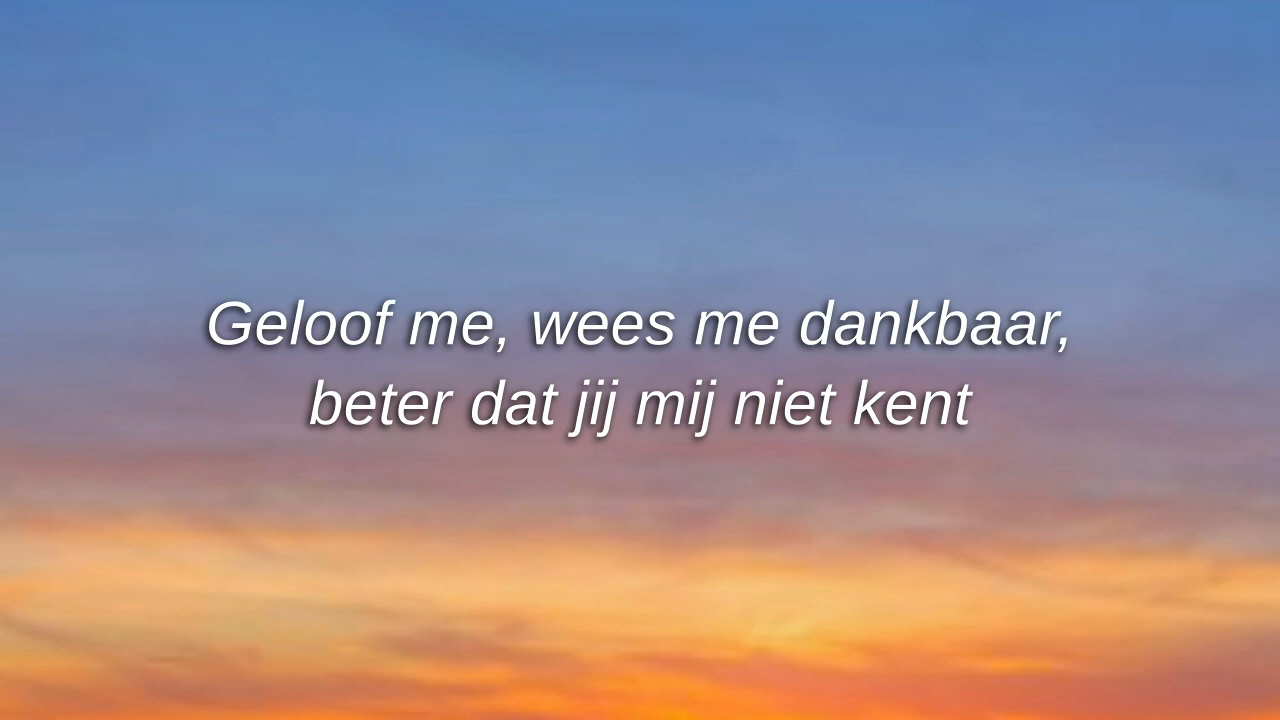 Geloof me, wees me dankbaar,
beter dat jij mij niet kent